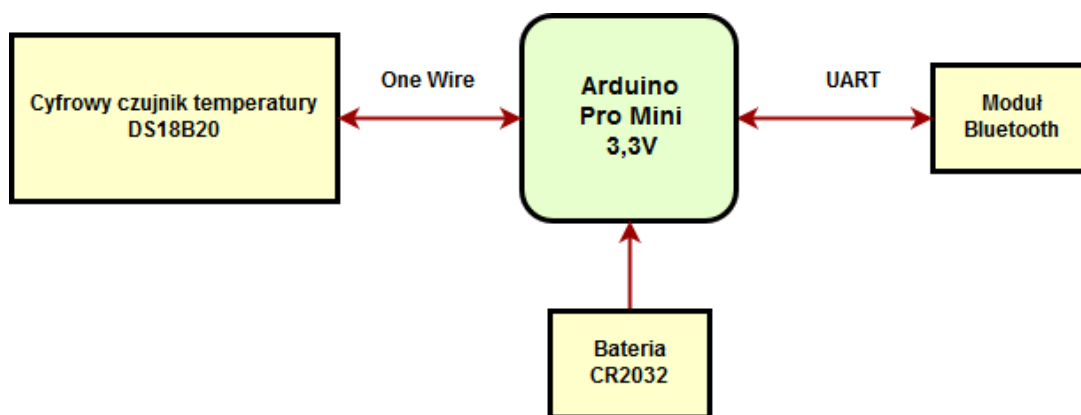 Cyfrowy czujnik temperatury
DS18B20
One Wire
Arduino
Pro Mini
3,3V
UART
Moduł
Bluetooth
Bateria
CR2032